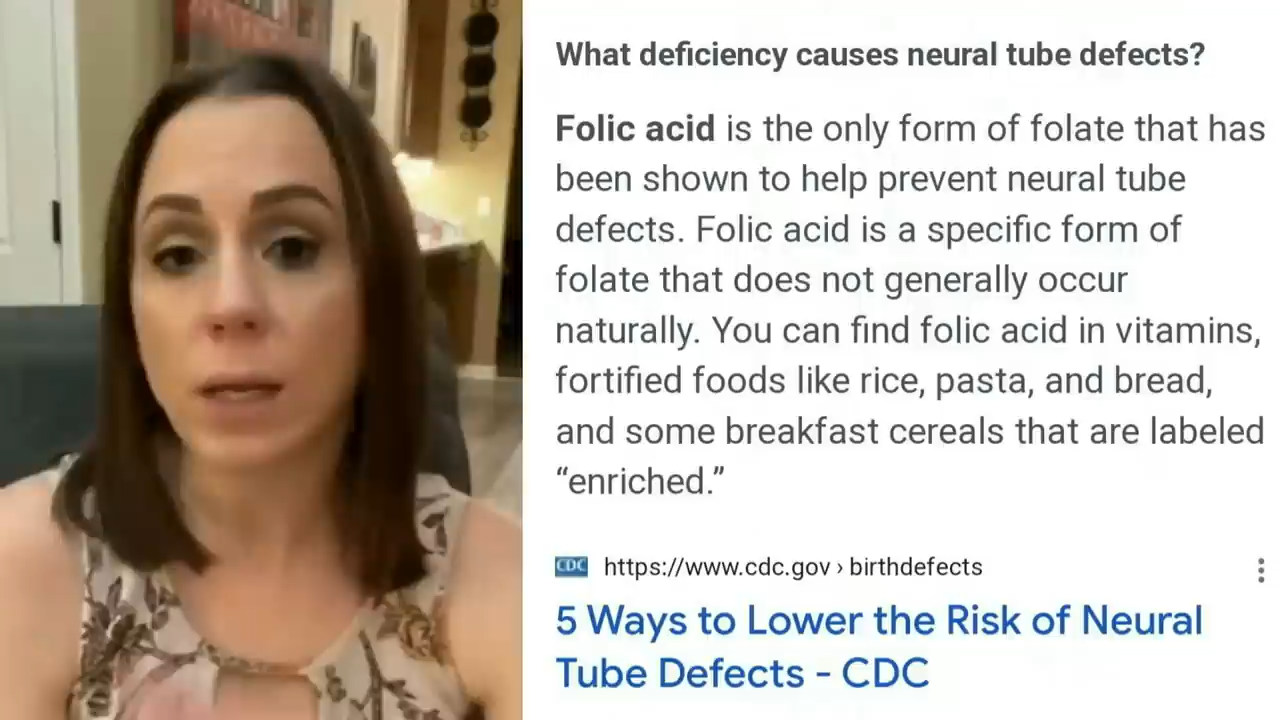 What deficiency causes neural tube defects?
Folic acid is the only form of folate that has
been shown to help prevent neural tube
defects. Folic acid is a specific form of
folate that does not generally occur
naturally. You can find folic acid in vitamins,
fortified foods like rice, pasta, and bread,
and some breakfast cereals that are labeled
“enriched.”
CDC https://www.cdc.gov › birthdefects
5 Ways to Lower the Risk of Neural
Tube Defects - CDC